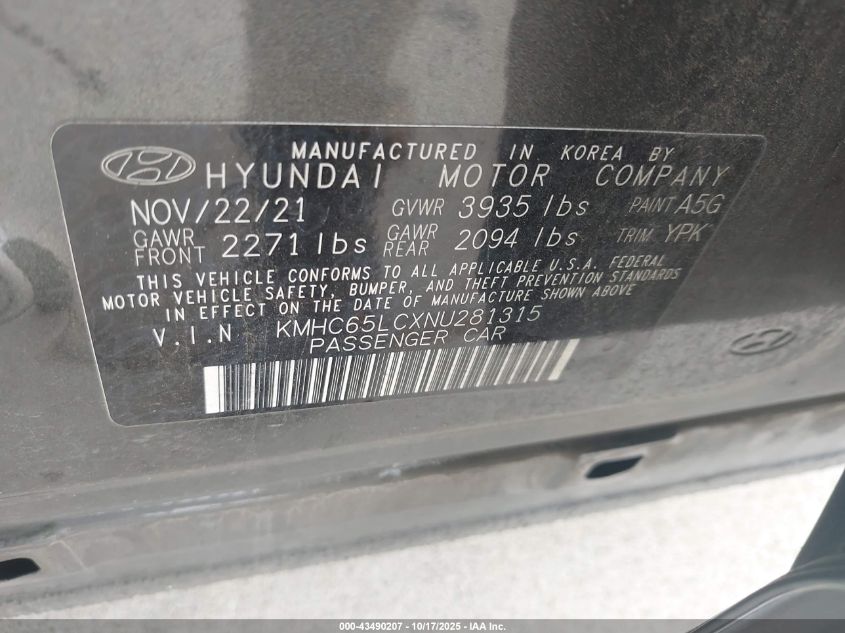 MANUFACTURED IN KOREA BY
HYUNDAI MOTOR COMPANY
NOV/22/21 GVWR 3935 lbs PAINT A5G
GAWR FRONT 2271 lbs GAWR REAR 2094 lbs TRIM YPK
THIS VEHICLE CONFORMS TO ALL APPLICABLE U.S.A. FEDERAL
MOTOR VEHICLE SAFETY, BUMPER, AND THEFT PREVENTION STANDARDS
IN EFFECT ON THE DATE OF MANUFACTURE SHOWN ABOVE
V.I.N KMHC65LCXNU281315
PASSENGER CAR
000-43490207 - 10/17/2025 - IAA Inc.